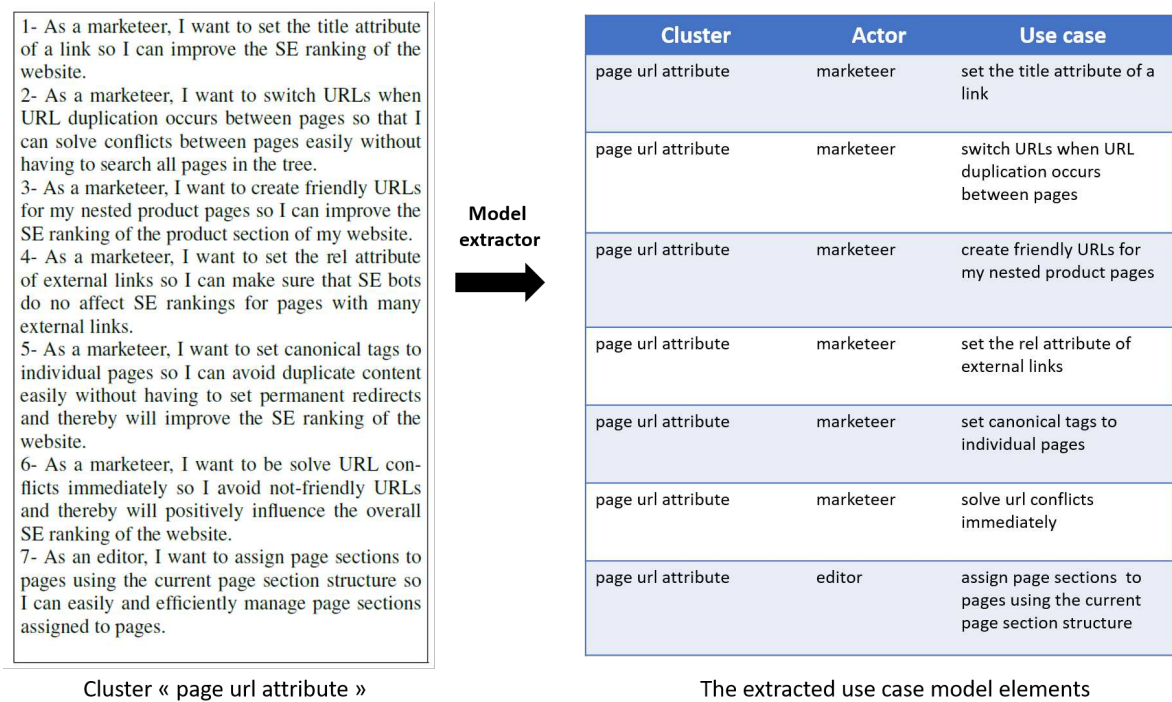 1- As a marketeer, I want to set the title attribute
of a link so I can improve the SE ranking of the
website.
2- As a marketeer, I want to switch URLs when
URL duplication occurs between pages so that I
can solve conflicts between pages easily without
having to search all pages in the tree.
3- As a marketeer, I want to create friendly URLs
for my nested product pages so I can improve the
SE ranking of the product section of my website.
4- As a marketeer, I want to set the rel attribute
of external links so I can make sure that SE bots
do no affect SE rankings for pages with many
external links.
5- As a marketeer, I want to set canonical tags to
individual pages so I can avoid duplicate content
easily without having to set permanent redirects
and thereby will improve the SE ranking of the
website.
6- As a marketeer, I want to be solve URL con-
flicts immediately so I avoid not-friendly URLs
and thereby will positively influence the overall
SE ranking of the website.
7- As an editor, I want to assign page sections to
pages using the current page section structure so
I can easily and efficiently manage page sections
assigned to pages.
Cluster « page url attribute »
Model
extractor
Cluster Actor Use case
page url attribute marketeer set the title attribute of a
link
page url attribute marketeer switch URLs when URL
duplication occurs
between pages
page url attribute marketeer create friendly URLs for
my nested product pages
page url attribute marketeer set the rel attribute of
external links
page url attribute marketeer set canonical tags to
individual pages
page url attribute marketeer solve url conflicts
immediately
page url attribute editor assign page sections to
pages using the current
page section structure
The extracted use case model elements